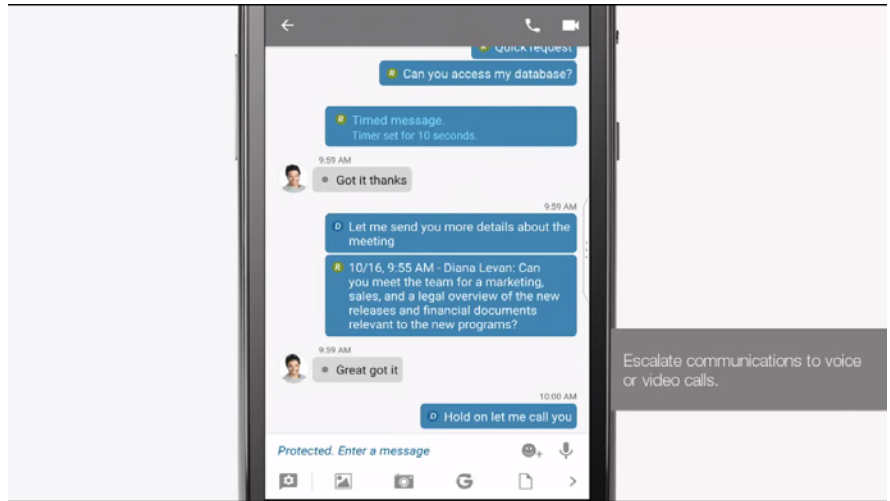 R Quick request
R Can you access my database?
R Timed message.
Timer set for 10 seconds.
9:59 AM
Got it thanks
9:59 AM
D Let me send you more details about the
meeting
R 10/16, 9:55 AM - Diana Levan: Can
you meet the team for a marketing,
sales, and a legal overview of the new
releases and financial documents
relevant to the new programs?
9:59 AM
Great got it
10:00 AM
D Hold on let me call you
Protected. Enter a message
G
Escalate communications to voice
or video calls.